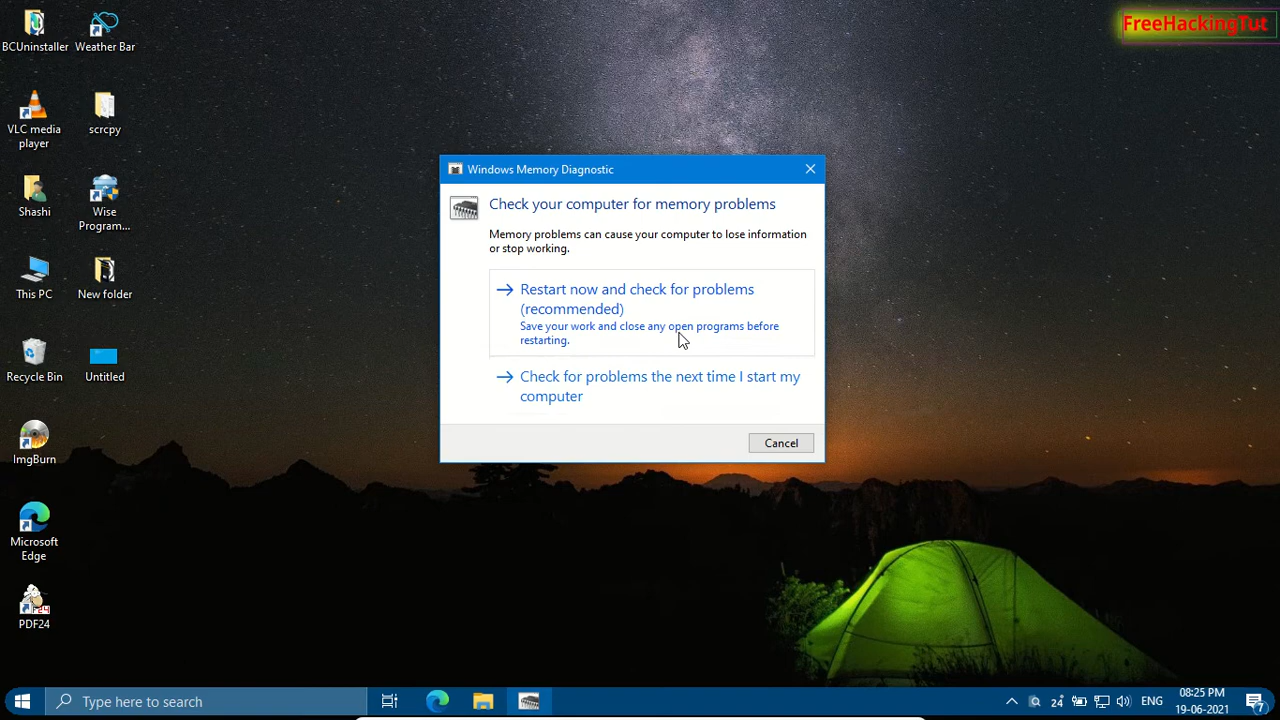 FreeHackingTut
BCUninstaller
Weather Bar
VLC media
player
scrcpy
Shashi
Wise
Program...
This PC
New folder
Recycle Bin
Untitled
ImgBurn
Microsoft
Edge
PDF24
Windows Memory Diagnostic
Check your computer for memory problems
Memory problems can cause your computer to lose information
or stop working.
Restart now and check for problems
(recommended)
Save your work and close any open programs before
restarting.
Check for problems the next time I start my
computer
Cancel
Type here to search
24
ENG
08:25 PM
19-06-2021
7